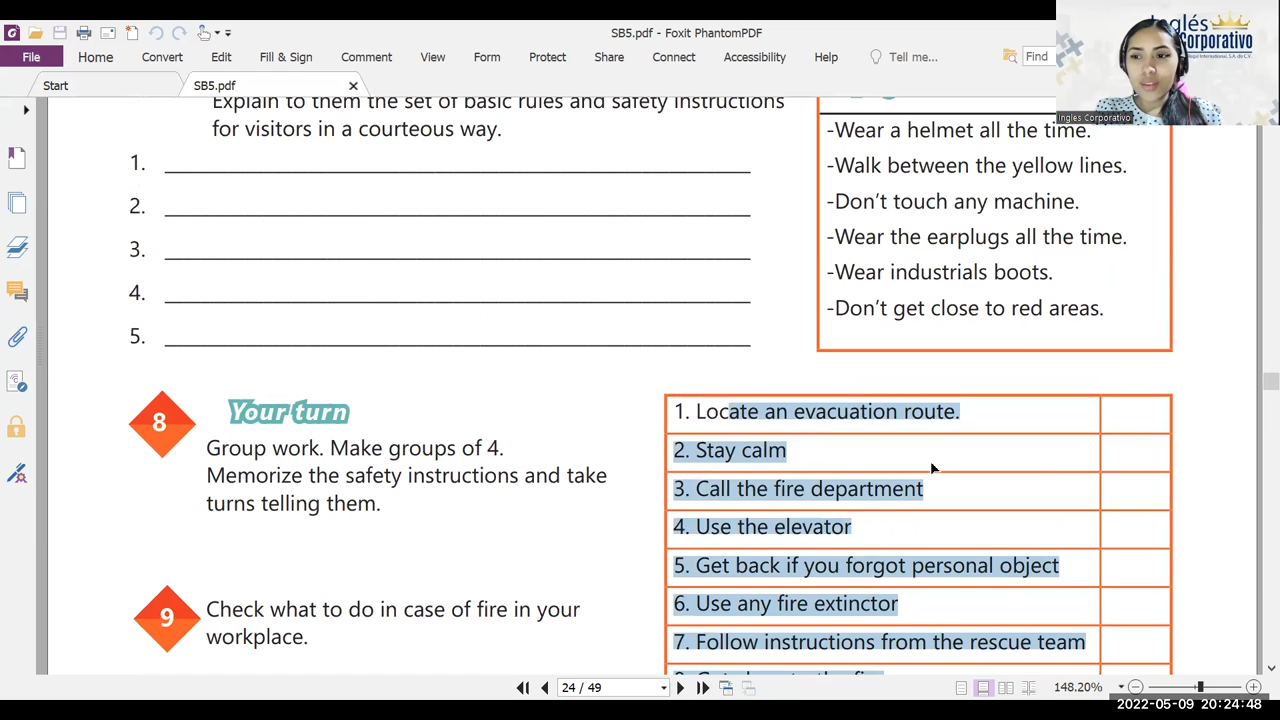 SB5.pdf - Foxit PhantomPDF
File Home Convert Edit Fill & Sign Organize Comment View Form Protect Share Connect Accessibility Help Tell me... Find
Start SB5.pdf
Inglés
Corporativo
Ingles Corporativo
Explain to them the set of basic rules and safety instructions
for visitors in a courteous way.
1.
2.
3.
4.
5.
-Wear a helmet all the time.
-Walk between the yellow lines.
-Don't touch any machine.
-Wear the earplugs all the time.
-Wear industrials boots.
-Don't get close to red areas.
8
Your turn
Group work. Make groups of 4.
Memorize the safety instructions and take
turns telling them.
9
Check what to do in case of fire in your
workplace.
1. Locate an evacuation route.
2. Stay calm
3. Call the fire department
4. Use the elevator
5. Get back if you forgot personal object
6. Use any fire extinctor
7. Follow instructions from the rescue team
24 / 49
148.20%
2022-05-09 20:24:48